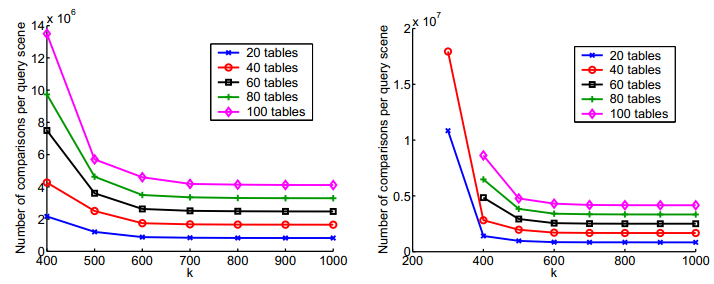 14 x 10^6
12
10
8
6
4
2
0
400 500 600 700 800 900 1000
k
Number of comparisons per query scene
20 tables
40 tables
60 tables
80 tables
100 tables
2 x 10^7
1.5
1
0.5
0
200 400 600 800 1000
k
Number of comparisons per query scene
20 tables
40 tables
60 tables
80 tables
100 tables